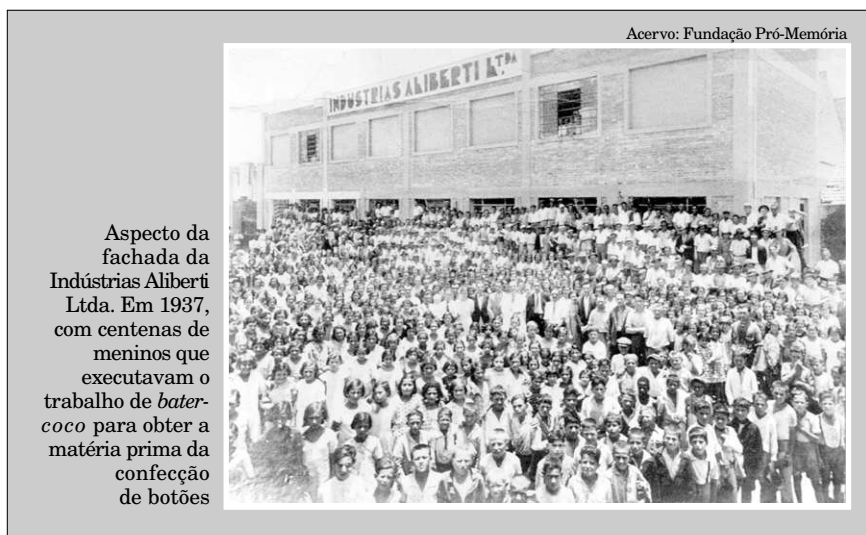 Acervo: Fundação Pró-Memória
INDUSTRIAS ALIBERTI LTDA
Aspecto da
fachada da
Indústrias Aliberti
Ltda. Em 1937,
com centenas de
meninos que
executavam o
trabalho de bater-
coco para obter a
matéria prima da
confecção
de botões